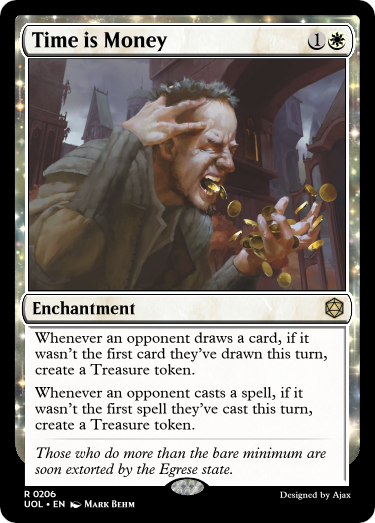 Time is Money
1
Enchantment
Whenever an opponent draws a card, if it
wasn't the first card they've drawn this turn,
create a Treasure token.
Whenever an opponent casts a spell, if it
wasn't the first spell they've cast this turn,
create a Treasure token.
Those who do more than the bare minimum are
soon extorted by the Egrese state.
R 0206
UOL • EN Mark Behm
Designed by Ajax